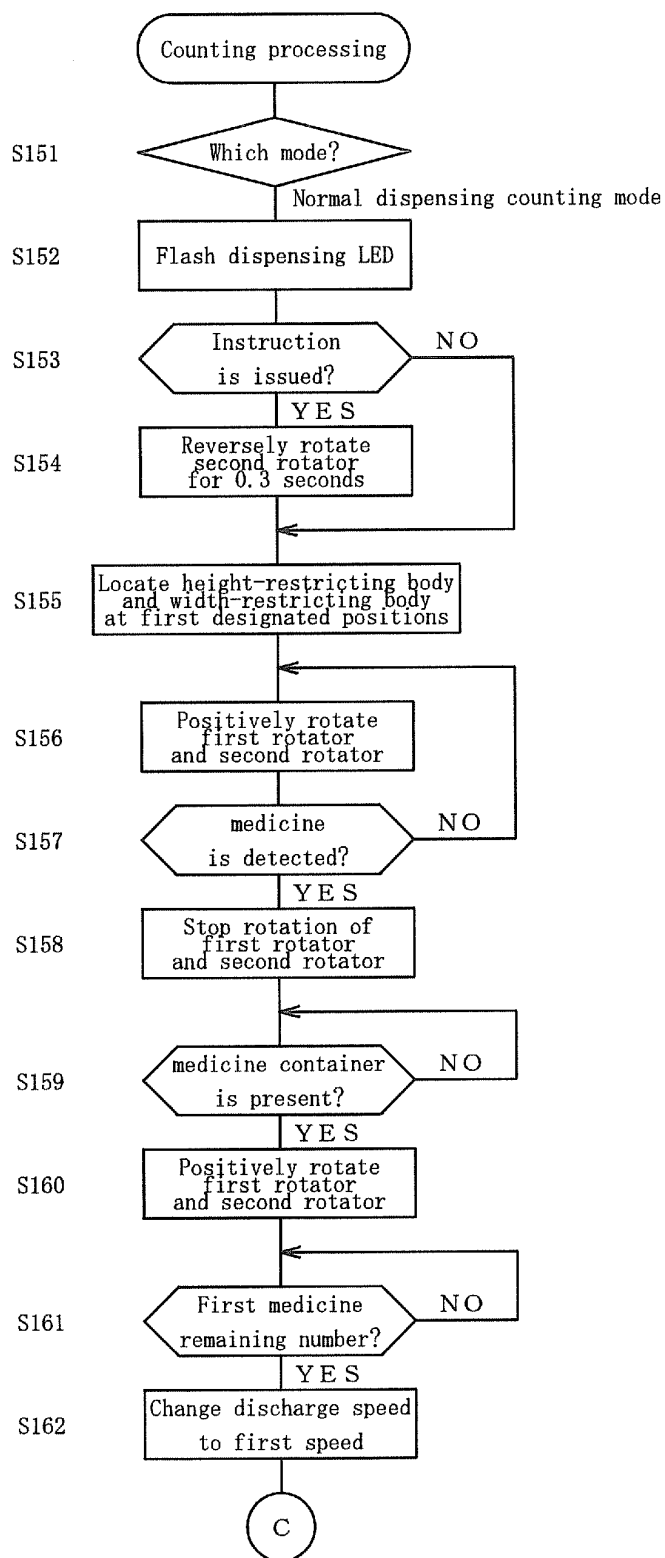 Counting processing
S151
Which mode?
Normal dispensing counting mode
S152
Flash dispensing LED
S153
Instruction
is issued?
NO
YES
S154
Reversely rotate
second rotator
for 0.3 seconds
S155
Locate height-restricting body
and width-restricting body
at first designated positions
S156
Positively rotate
first rotator
and second rotator
S157
medicine
is detected?
NO
YES
S158
Stop rotation of
first rotator
and second rotator
S159
medicine container
is present?
NO
YES
S160
Positively rotate
first rotator
and second rotator
S161
First medicine
remaining number?
NO
YES
S162
Change discharge speed
to first speed
C